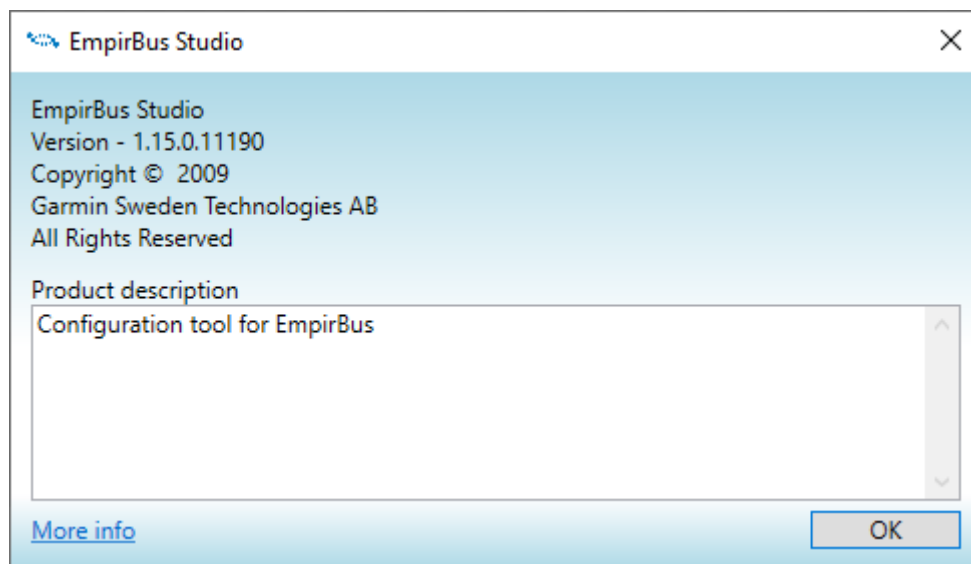 EmpirBus Studio
EmpirBus Studio
Version - 1.15.0.11190
Copyright ©  2009
Garmin Sweden Technologies AB
All Rights Reserved
Product description
Configuration tool for EmpirBus
More info
OK